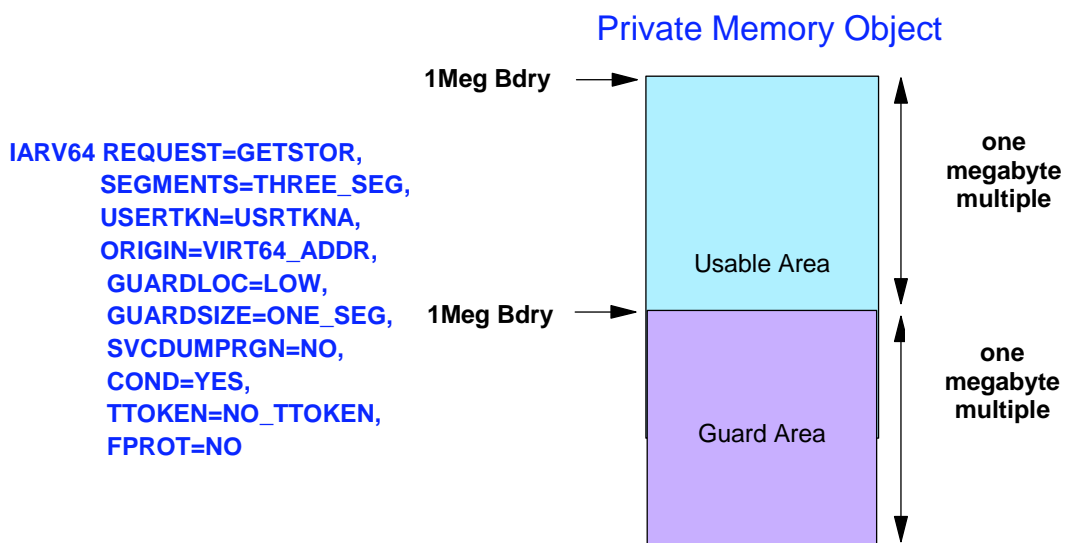 Private Memory Object
1Meg Bdry
IARV64 REQUEST=GETSTOR,
SEGMENTS=THREE_SEG,
USERTKN=USRTKNA,
ORIGIN=VIRT64_ADDR,
GUARDLOC=LOW,
GUARDSIZE=ONE_SEG,
SVCDUMPRGN=NO,
COND=YES,
TTOKEN=NO_TTOKEN,
FPROT=NO
one
megabyte
multiple
Usable Area
1Meg Bdry
one
megabyte
multiple
Guard Area